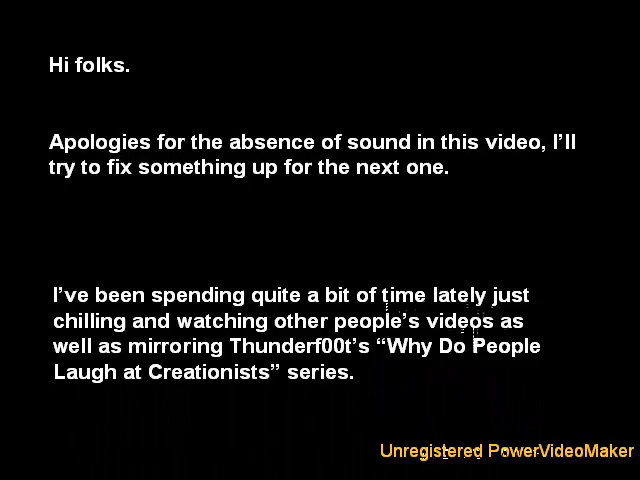 Hi folks.
Apologies for the absence of sound in this video, I’ll
try to fix something up for the next one.
I’ve been spending quite a bit of time lately just
chilling and watching other people’s videos as
well as mirroring Thunderf00t’s “Why Do People
Laugh at Creationists” series.
Unregistered PowerVideoMaker